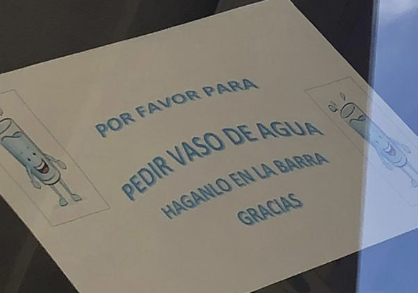 POR FAVOR PARA
PEDIR VASO DE AGUA
HAGANLO EN LA BARRA
GRACIAS